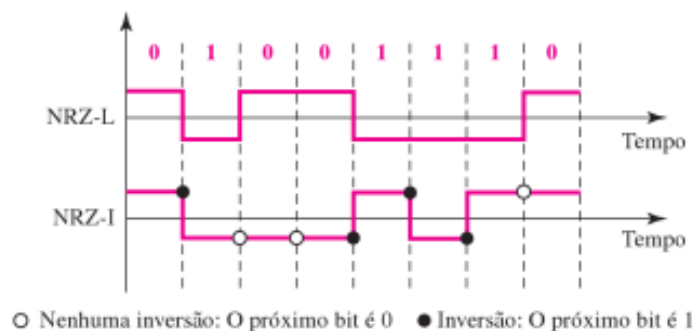 0 1 0 0 1 1 1 0
NRZ-L
Tempo
NRZ-I
Tempo
Nenhuma inversão: O próximo bit é 0 Inversão: O próximo bit é 1